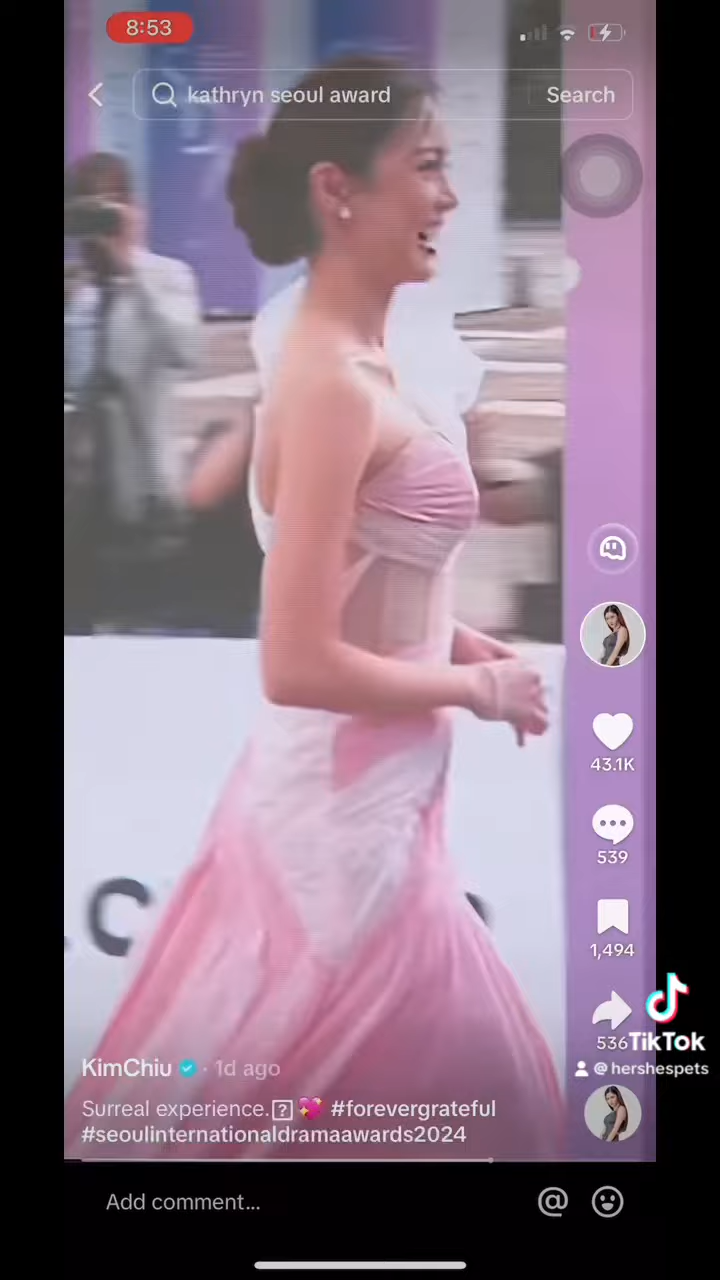 8:53
kathryn seoul award
Search
43.1K
539
1,494
536
TikTok
@hershespets
KimChiu · 1d ago
Surreal experience.🯄💖 #forevergrateful
#seoulinternationaldramaawards2024
Add comment...
@